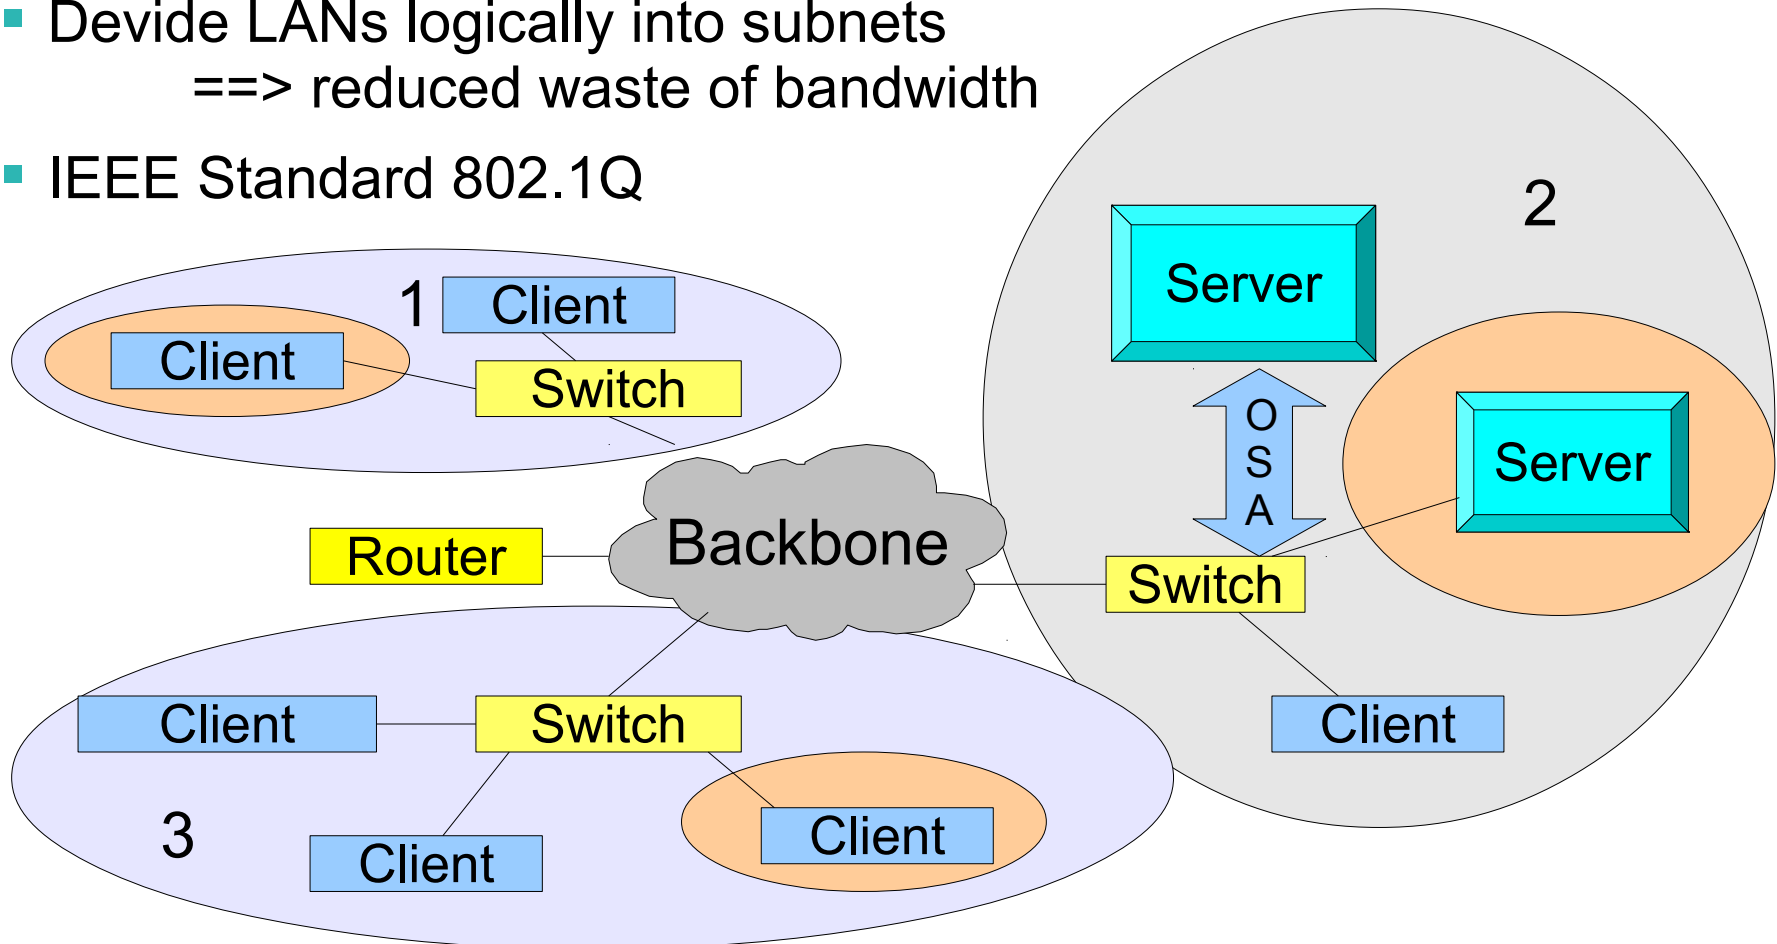 Devide LANs logically into subnets
==> reduced waste of bandwidth
IEEE Standard 802.1Q
1
Client
Client
Switch
2
Server
Server
O
S
A
Switch
Client
Router
Backbone
Client
Switch
3
Client
Client